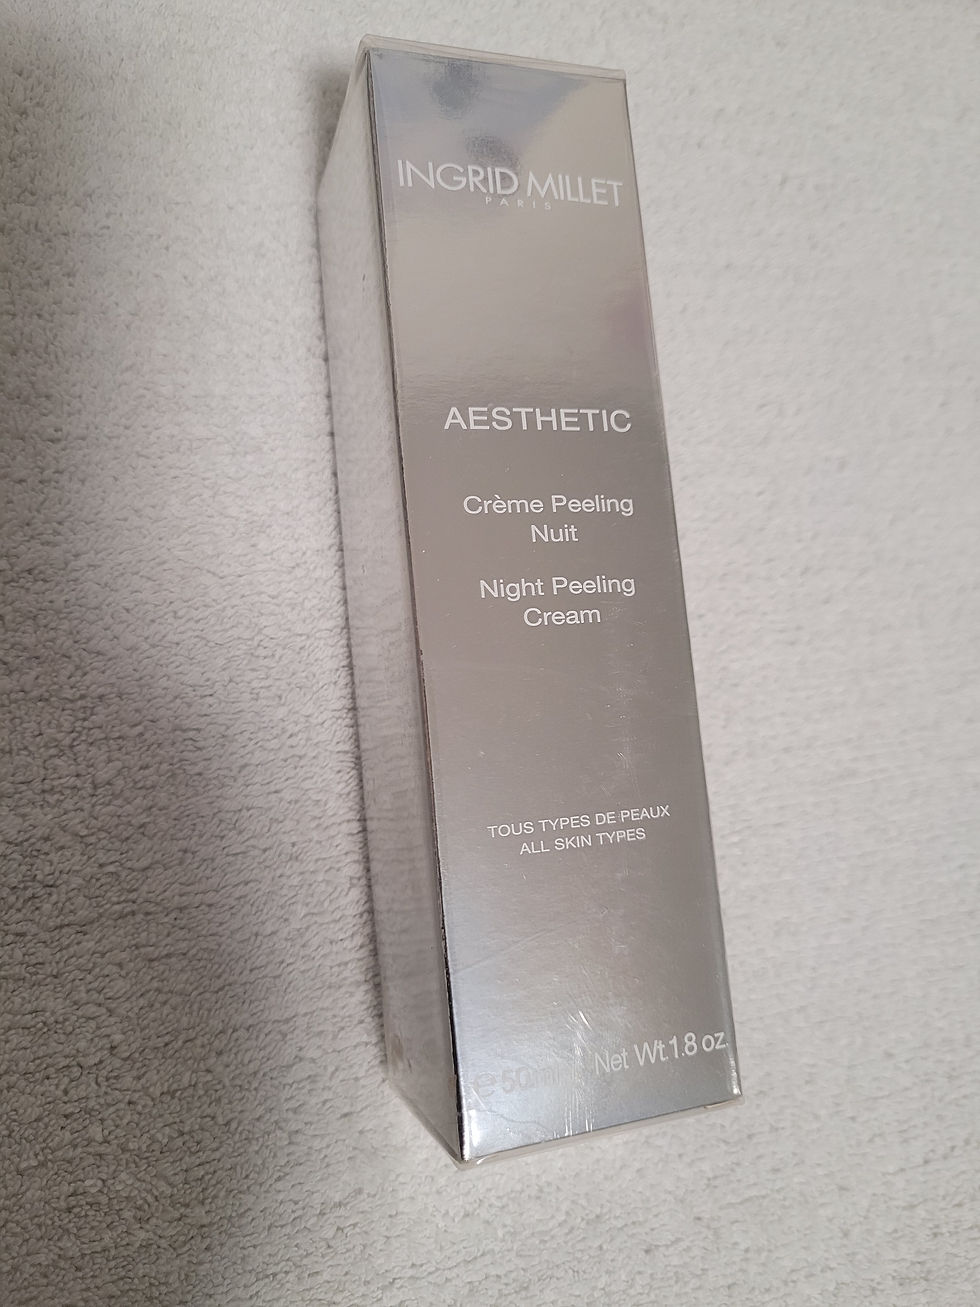 INGRID MILLET
PARIS
AESTHETIC
Crème Peeling
Nuit
Night Peeling
Cream
TOUS TYPES DE PEAUX
ALL SKIN TYPES
℮ 50ml Net Wt.1.8 oz.